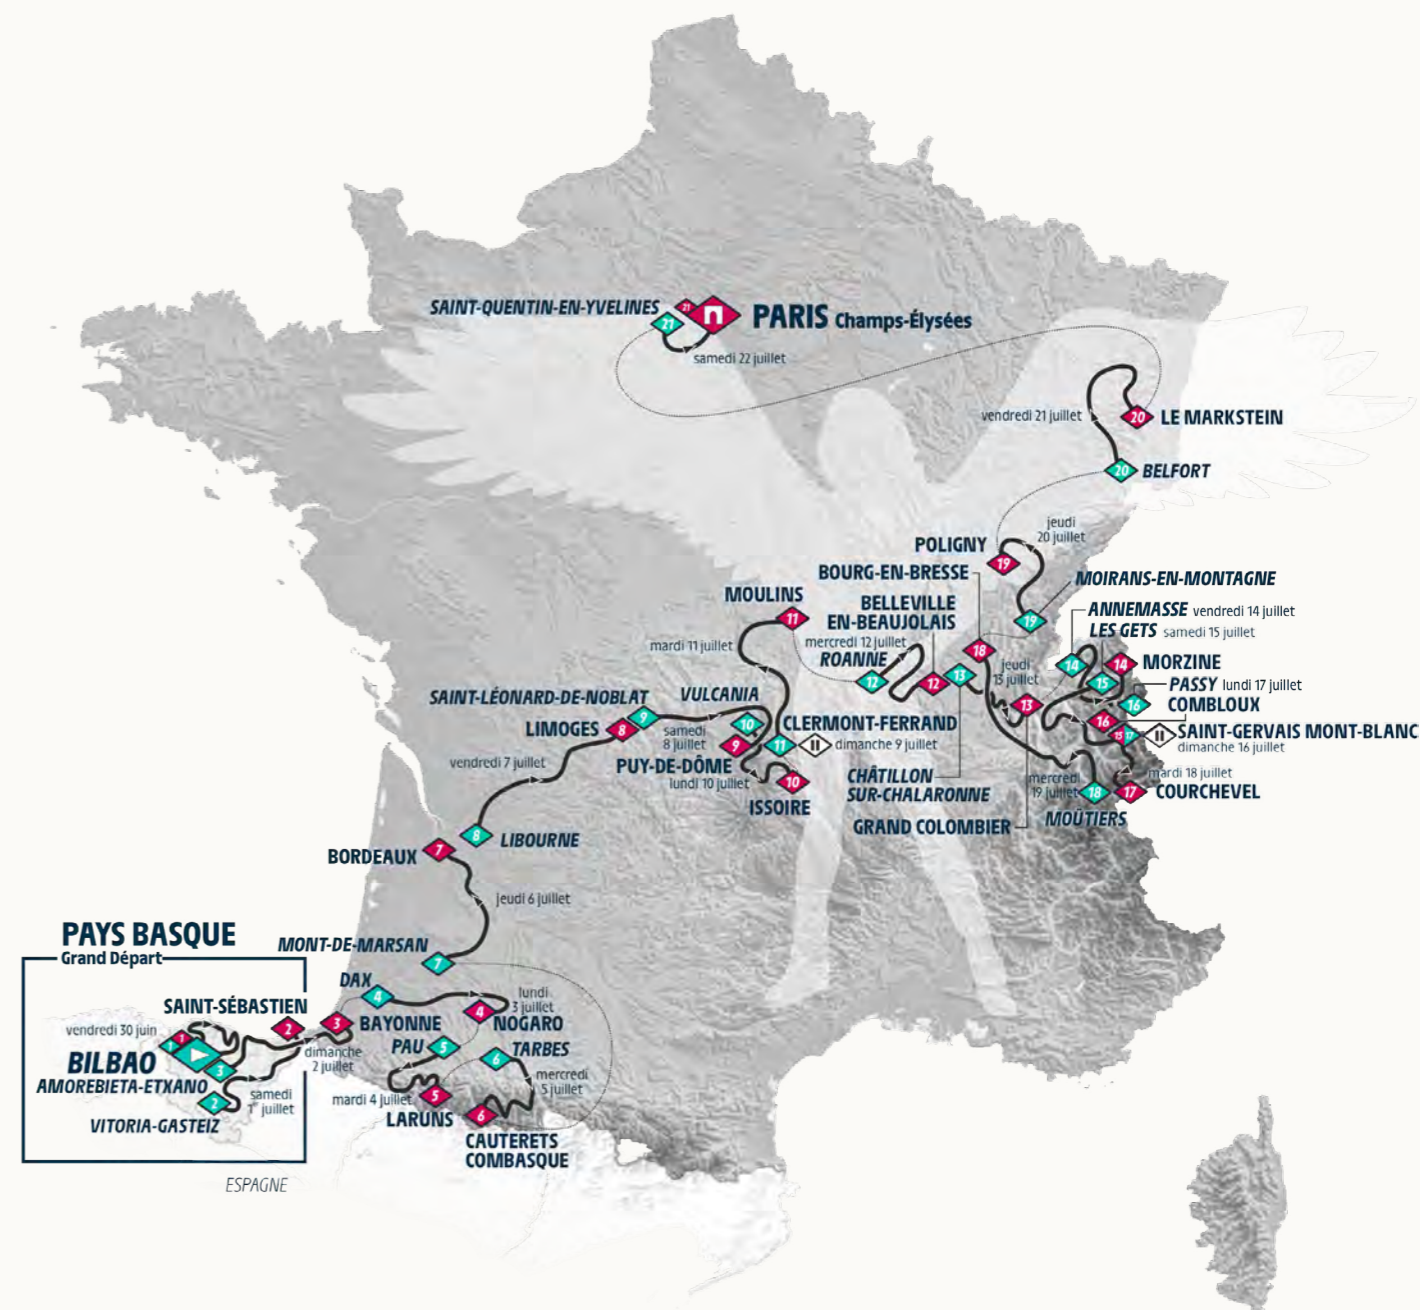 SAINT-QUENTIN-EN-YVELINES
21
21
PARIS Champs-Élysées
samedi 22 juillet
vendredi 21 juillet
20
LE MARKSTEIN
20
BELFORT
jeudi
20 juillet
POLIGNY
19
BOURG-EN-BRESSE
MOIRANS-EN-MONTAGNE
19
MOULINS
11
BELLEVILLE
EN-BEAUJOLAIS
ANNEMASSE vendredi 14 juillet
LES GETS samedi 15 juillet
mardi 11 juillet
mercredi 12 juillet
ROANNE
12
12
13
18
jeudi
13 juillet
14
14
MORZINE
15
PASSY lundi 17 juillet
16
COMBLOUX
13
16
15
17
SAINT-GERVAIS MONT-BLANC
dimanche 16 juillet
SAINT-LÉONARD-DE-NOBLAT
VULCANIA
LIMOGES
8
9
samedi
8 juillet
10
9
11
CLERMONT-FERRAND
dimanche 9 juillet
vendredi 7 juillet
PUY-DE-DÔME
lundi 10 juillet
10
ISSOIRE
CHÂTILLON
SUR-CHALARONNE
mercredi
19 juillet
mardi 18 juillet
18
17
COURCHEVEL
MOÛTIERS
GRAND COLOMBIER
8
LIBOURNE
BORDEAUX
7
jeudi 6 juillet
PAYS BASQUE
Grand Départ
MONT-DE-MARSAN
7
DAX
4
lundi
3 juillet
SAINT-SÉBASTIEN
2
3
BAYONNE
4
NOGARO
vendredi 30 juin
1
1
BILBAO
3
dimanche
2 juillet
PAU
5
6
TARBES
AMOREBIETA-ETXANO
2
samedi
1er juillet
mardi 4 juillet
5
LARUNS
mercredi
5 juillet
VITORIA-GASTEIZ
6
CAUTERETS
COMBASQUE
ESPAGNE